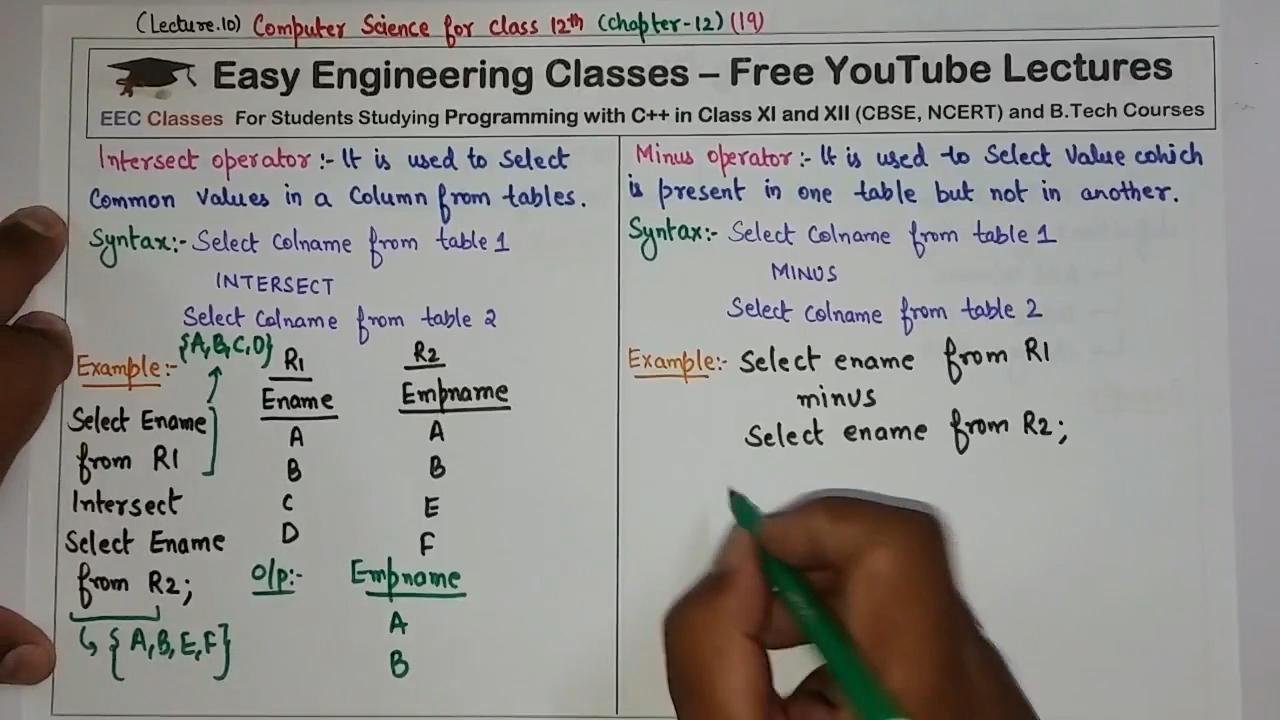 (Lecture.10) Computer Science for class 12th (chapter-12) (19)
Easy Engineering Classes – Free YouTube Lectures
EEC Classes For Students Studying Programming with C++ in Class XI and XII (CBSE, NCERT) and B.Tech Courses
Intersect operator :- It is used to select
Common values in a Column from tables.
Syntax:- Select Colname from table 1
INTERSECT
Select Colname from table 2
{A,B,C,D}
Example:- R1 R2
Ename Empname
Select Ename A A
from R1 B B
Intersect C E
Select Ename D F
from R2; O/p:- Empname
{A,B,E,F} A
B
Minus operator :- It is used to Select Value which
is present in one table but not in another.
Syntax:- Select Colname from table 1
MINUS
Select colname from table 2
Example:- Select ename from R1
minus
Select ename from R2;